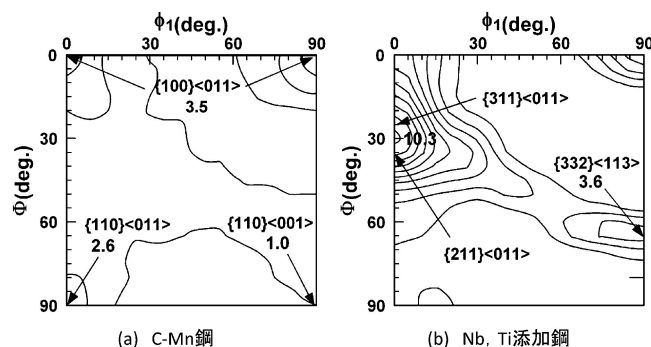 ϕ1(deg.)
0 30 60 90
0
30
60
90
Φ(deg.)
{100}<011>
3.5
{110}<011>
2.6
{110}<001>
1.0
(a) C-Mn鋼
ϕ1(deg.)
0 30 60 90
0
30
60
90
Φ(deg.)
{311}<011>
10.3
{332}<113>
3.6
{211}<011>
(b) Nb, Ti添加鋼